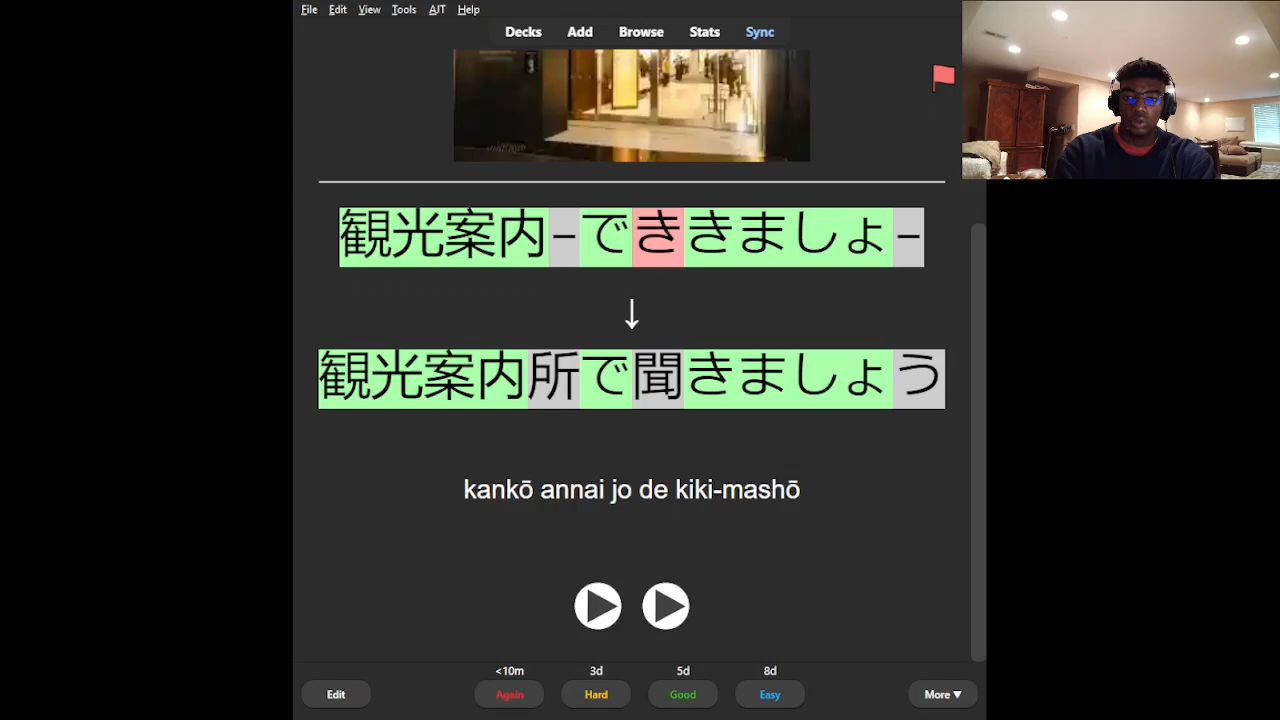 File Edit View Tools AJT Help
Decks Add Browse Stats Sync
観光案内-でききましょ-
↓
観光案内所で聞きましょう
kankō annai jo de kiki-mashō
<10m 3d 5d 8d
Edit Again Hard Good Easy More ▼